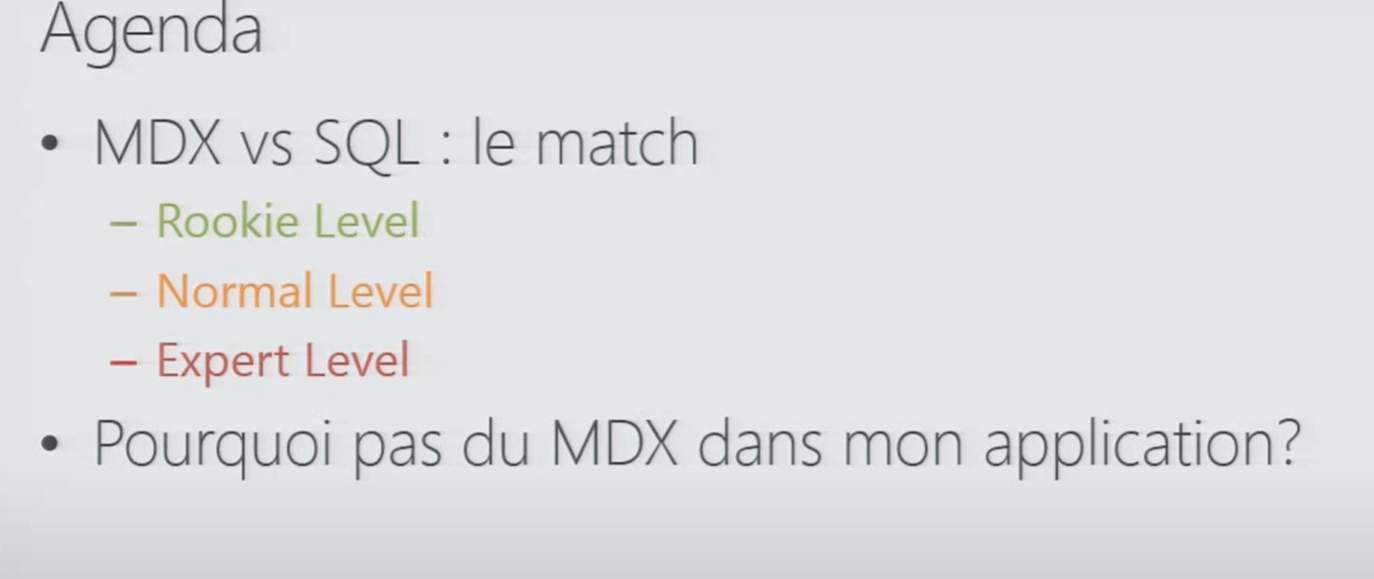 Agenda
• MDX vs SQL : le match
– Rookie Level
– Normal Level
– Expert Level
• Pourquoi pas du MDX dans mon application?